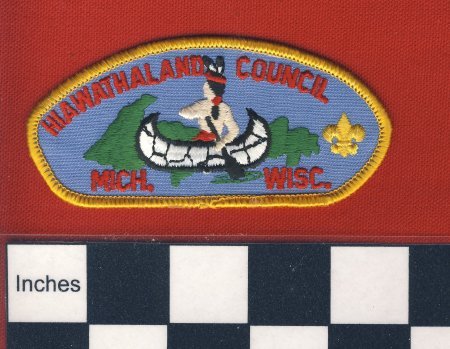 HIAWATHALAND COUNCIL
MICH. WISC.
Inches